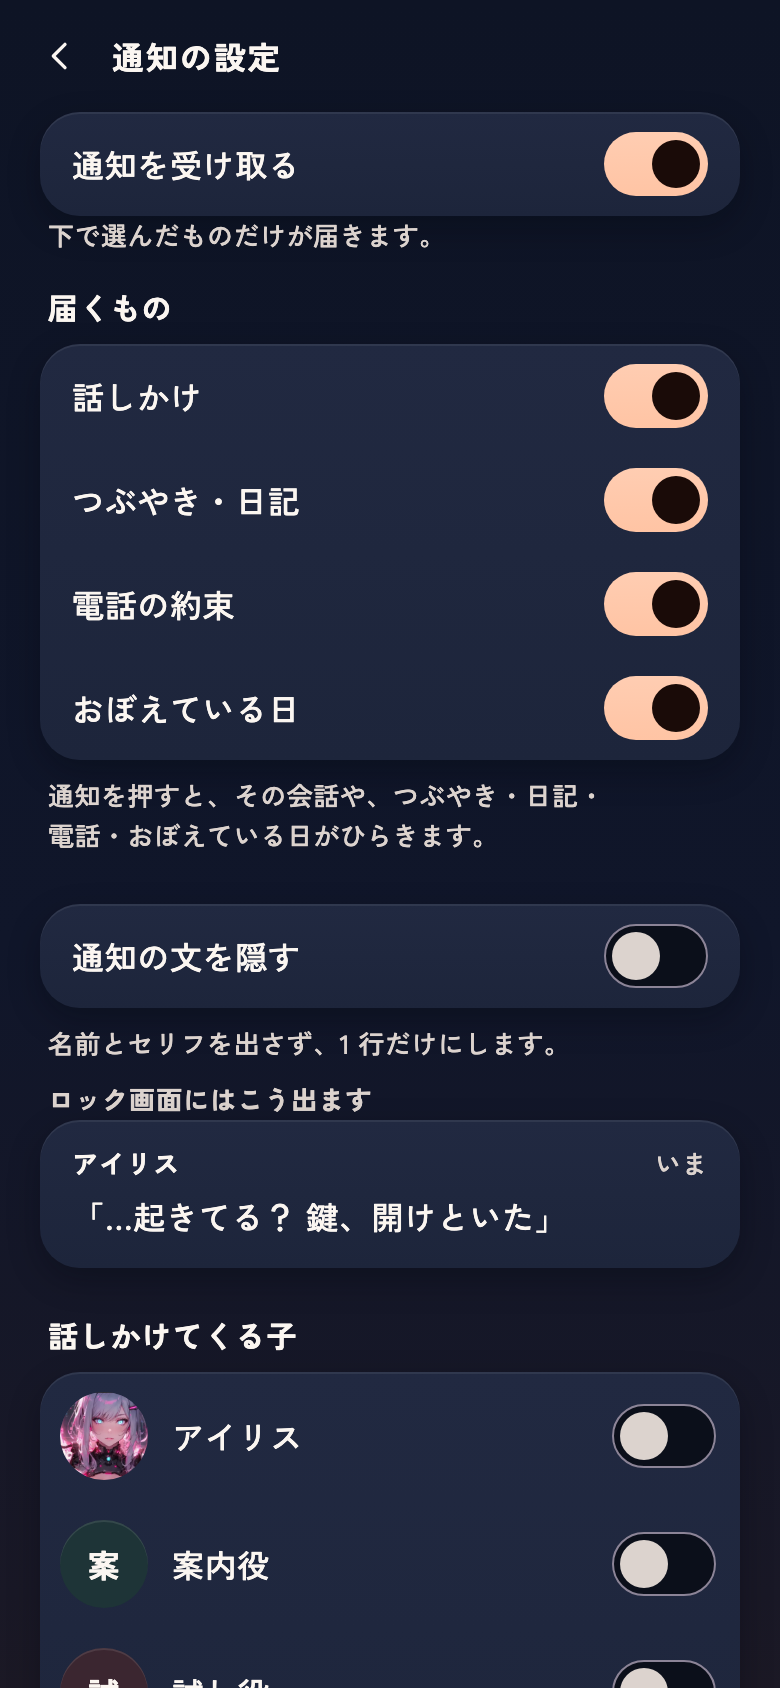 通知の設定
通知を受け取る
下で選んだものだけが届きます。
届くもの
話しかけ
つぶやき・日記
電話の約束
おぼえている日
通知を押すと、その会話や、つぶやき・日記・
電話・おぼえている日がひらきます。
通知の文を隠す
名前とセリフを出さず、1 行だけにします。
ロック画面にはこう出ます
アイリス いま
「…起きてる？ 鍵、開けといた」
話しかけてくる子
アイリス
案 案内役
試 試し役